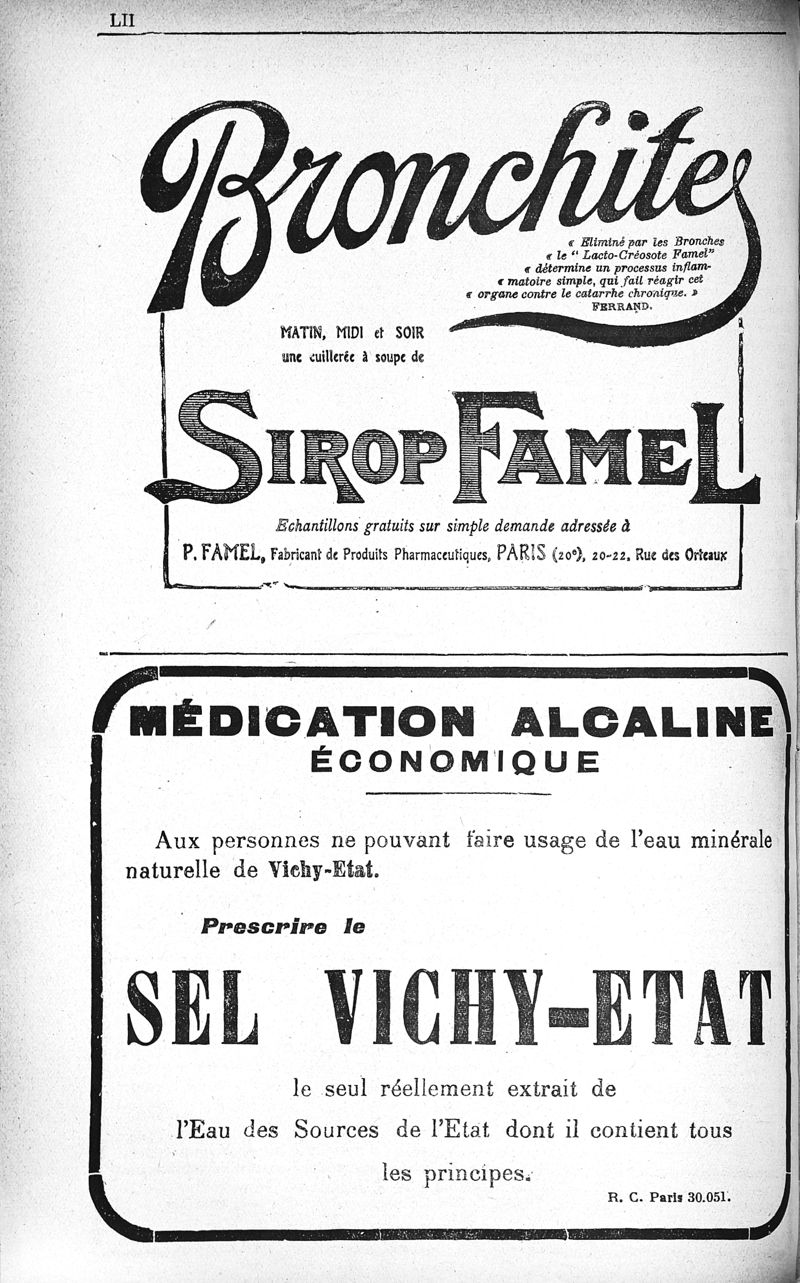 LII
Bronchites
« Eliminé par les Bronches
« le “ Lacto-Créosote Famel”
« détermine un processus inflam-
« matoire simple, qui fait réagir cet
« organe contre le catarrhe chronique. »
FERRAND.
MATIN, MIDI et SOIR
une cuillerée à soupe de
SIROP FAMEL
Echantillons gratuits sur simple demande adressée à
P. FAMEL, Fabricant de Produits Pharmaceutiques, PARIS (20e), 20-22, Rue des Orteaux
MÉDICATION ALCALINE
ÉCONOMIQUE
Aux personnes ne pouvant faire usage de l'eau minérale
naturelle de Vichy-Etat.
Prescrire le
SEL VICHY-ETAT
le seul réellement extrait de
l'Eau des Sources de l'Etat dont il contient tous
les principes.
R. C. Paris 30.051.